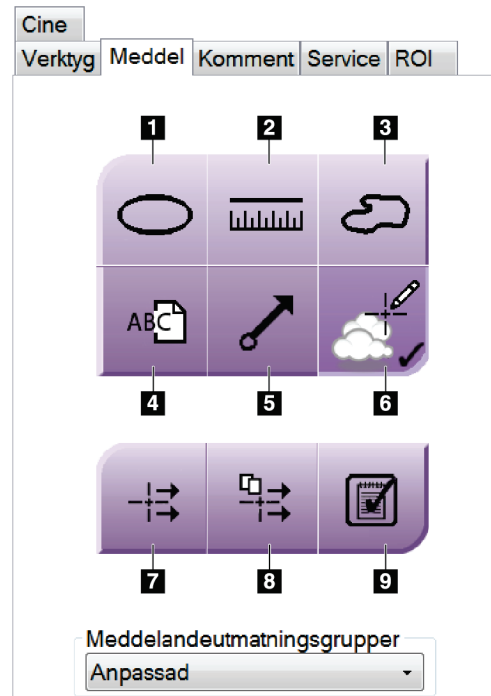 Cine
Verktyg Meddel Komment Service ROI
1 2 3
ABC
4 5 6
7 8 9
Meddelandeutmatningsgrupper
Anpassad